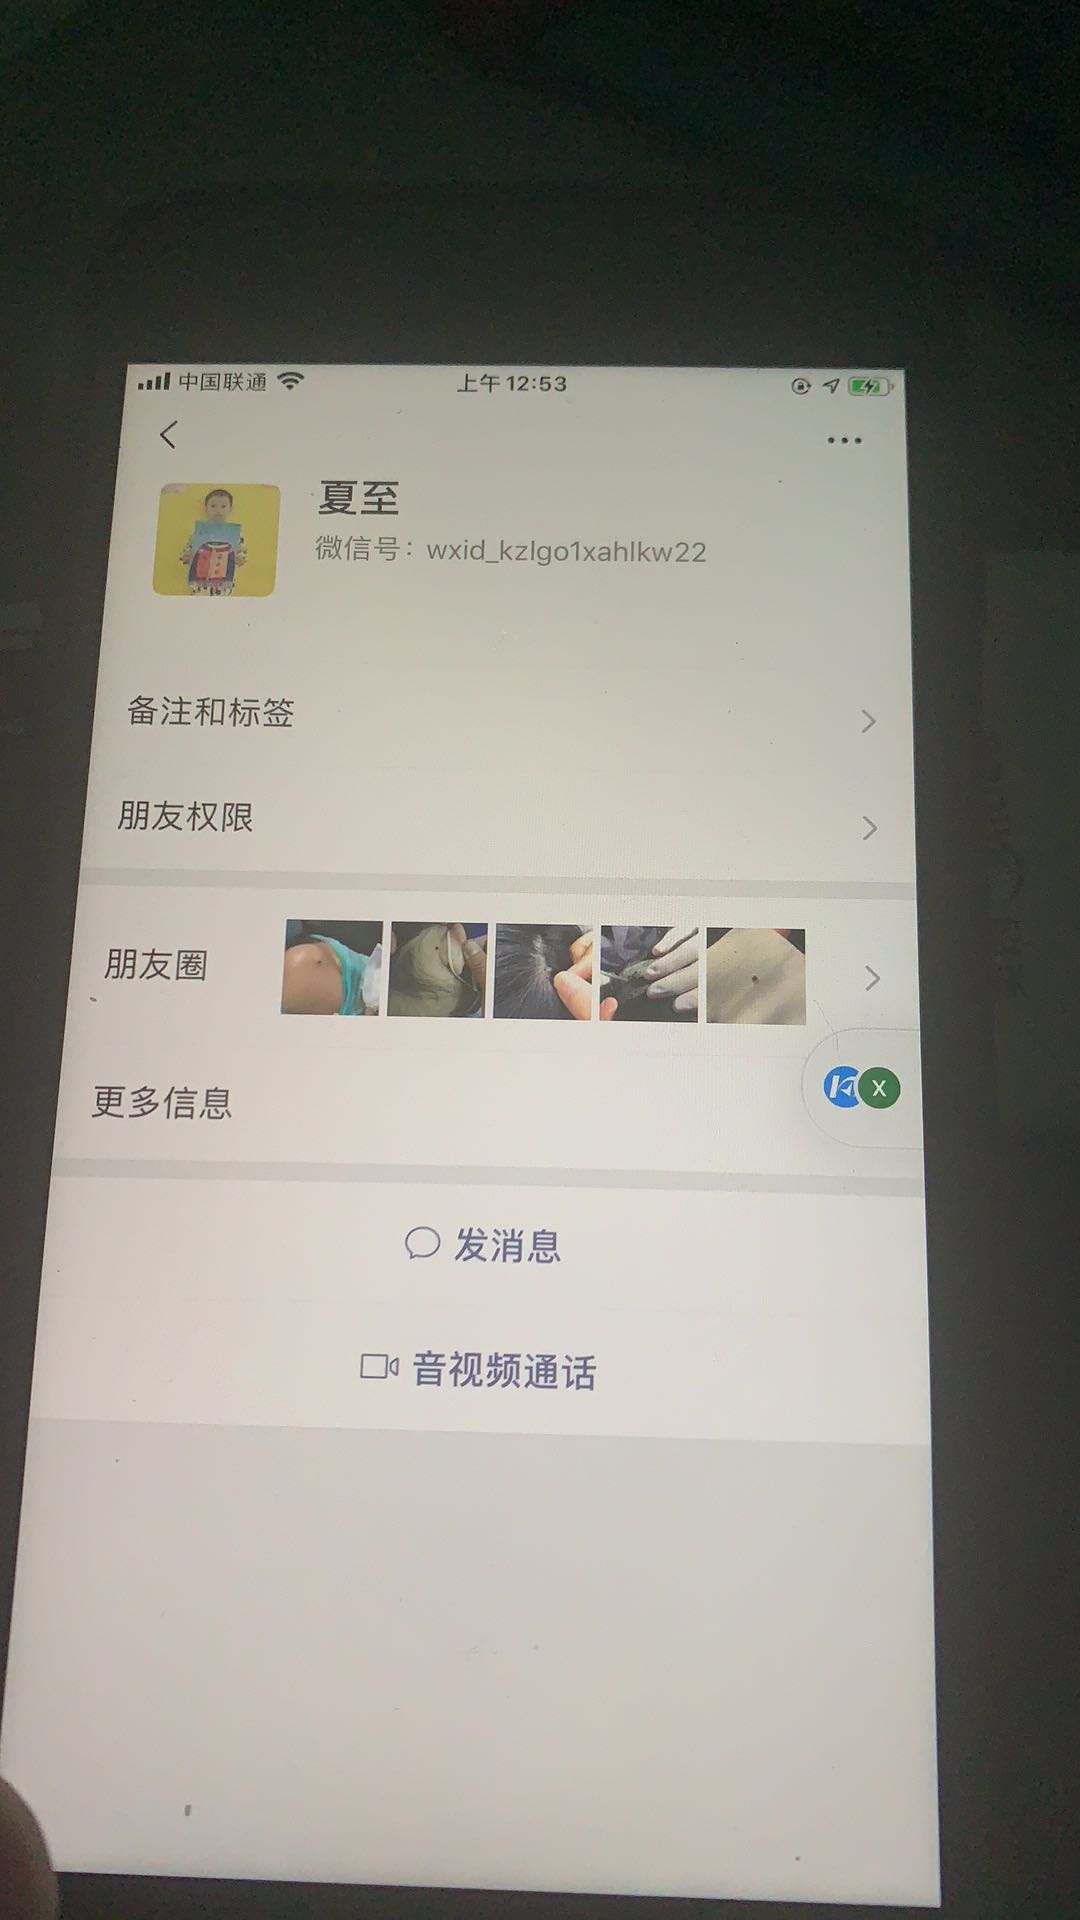 中国联通
上午12:53
夏至
微信号：wxid_kzlgo1xahlkw22
备注和标签
朋友权限
朋友圈
X
更多信息
发消息
音视频通话